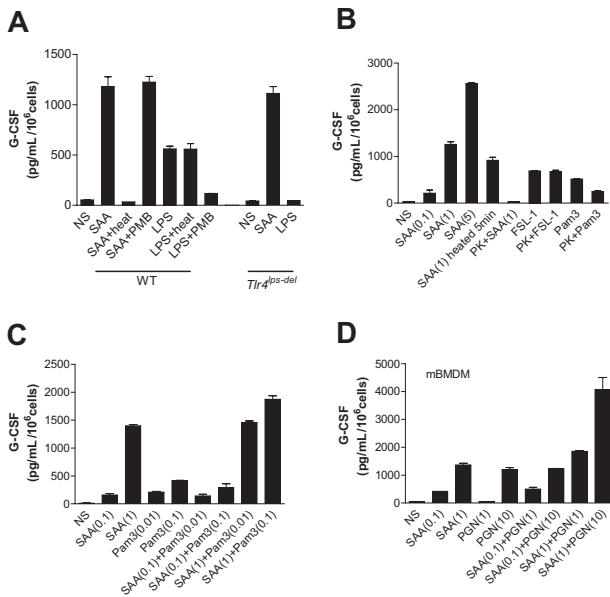 A
G-CSF
(pg/mL/10⁶cells)
1500
1000
500
0
NS
SAA
SAA+heat
SAA+PMB
LPS
LPS+heat
LPS+PMB
NS
SAA
LPS
WT
Tlr4^lps-del
B
G-CSF
(pg/mL/10⁶cells)
3000
2000
1000
0
NS
SAA(0.1)
SAA(1)
SAA(5)
SAA(1) heated 5min
PK+SAA(1)
FSL-1
PK+FSL-1
Pam3
PK+Pam3
C
G-CSF
(pg/mL/10⁶cells)
2500
2000
1500
1000
500
0
NS
SAA(0.1)
SAA(1)
Pam3(0.01)
Pam3(0.1)
SAA(0.1)+Pam3(0.01)
SAA(0.1)+Pam3(0.1)
SAA(1)+Pam3(0.01)
SAA(1)+Pam3(0.1)
D
mBMDM
G-CSF
(pg/mL/10⁶cells)
5000
4000
3000
2000
1000
0
NS
SAA(0.1)
SAA(1)
PGN(1)
PGN(10)
SAA(0.1)+PGN(1)
SAA(0.1)+PGN(10)
SAA(1)+PGN(1)
SAA(1)+PGN(10)